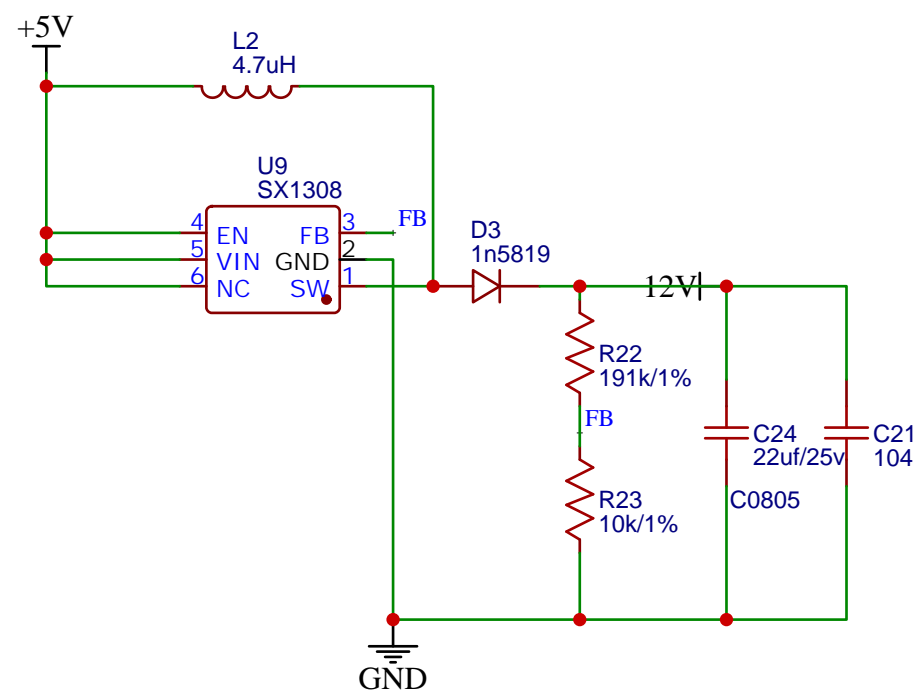 +5V
L2
4.7uH
U9
SX1308
4
EN
FB
3
FB
5
VIN
GND
2
6
NC
SW
1
D3
1n5819
12V
R22
191k/1%
FB
R23
10k/1%
C24
22uf/25v
C0805
C21
104
GND